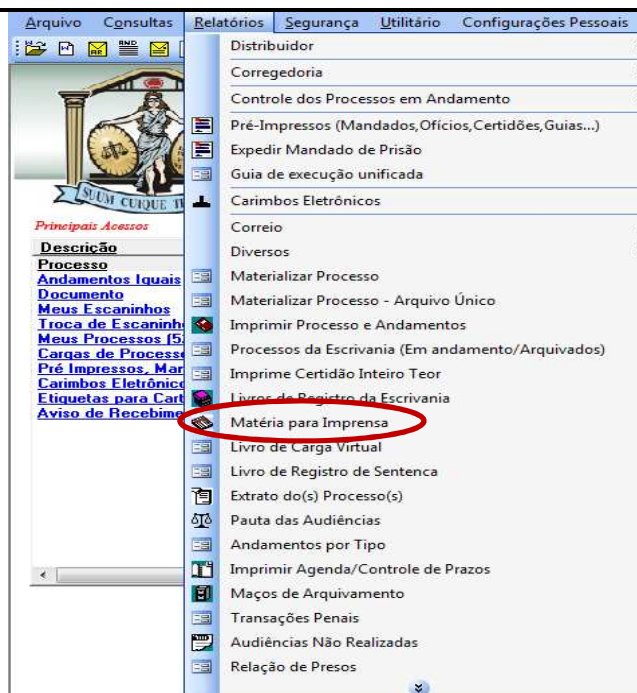 Arquivo Consultas Relatórios Segurança Utilitário Configurações Pessoais
Distribuidor
Corregedoria
Controle dos Processos em Andamento
Pré-Impressos (Mandados,Ofícios,Certidões,Guias...)
Expedir Mandado de Prisão
Guia de execução unificada
Carimbos Eletrônicos
Correio
Diversos
Materializar Processo
Materializar Processo - Arquivo Único
Imprimir Processo e Andamentos
Processos da Escrivania (Em andamento/Arquivados)
Imprime Certidão Inteiro Teor
Livros de Registro da Escrivania
Matéria para Imprensa
Livro de Carga Virtual
Livro de Registro de Sentenca
Extrato do(s) Processo(s)
Pauta das Audiências
Andamentos por Tipo
Imprimir Agenda/Controle de Prazos
Maços de Arquivamento
Transações Penais
Audiências Não Realizadas
Relação de Presos
SUUM CUIQUE
Principais Acessos
Descrição
Processo
Andamentos Iguais
Documento
Meus Escaninhos
Troca de Escaninh
Meus Processos (5
Cargas de Process
Pré Impressos, Mar
Carimbos Eletrônic
Etiquetas para Cart
Aviso de Recebime